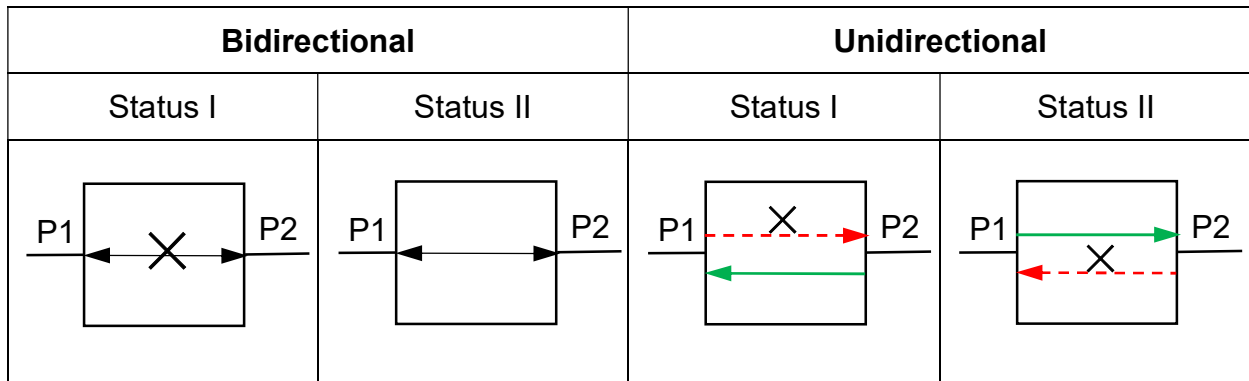 Bidirectional Unidirectional
Status I Status II Status I Status II
P1 P2 P1 P2 P1 P2 P1 P2